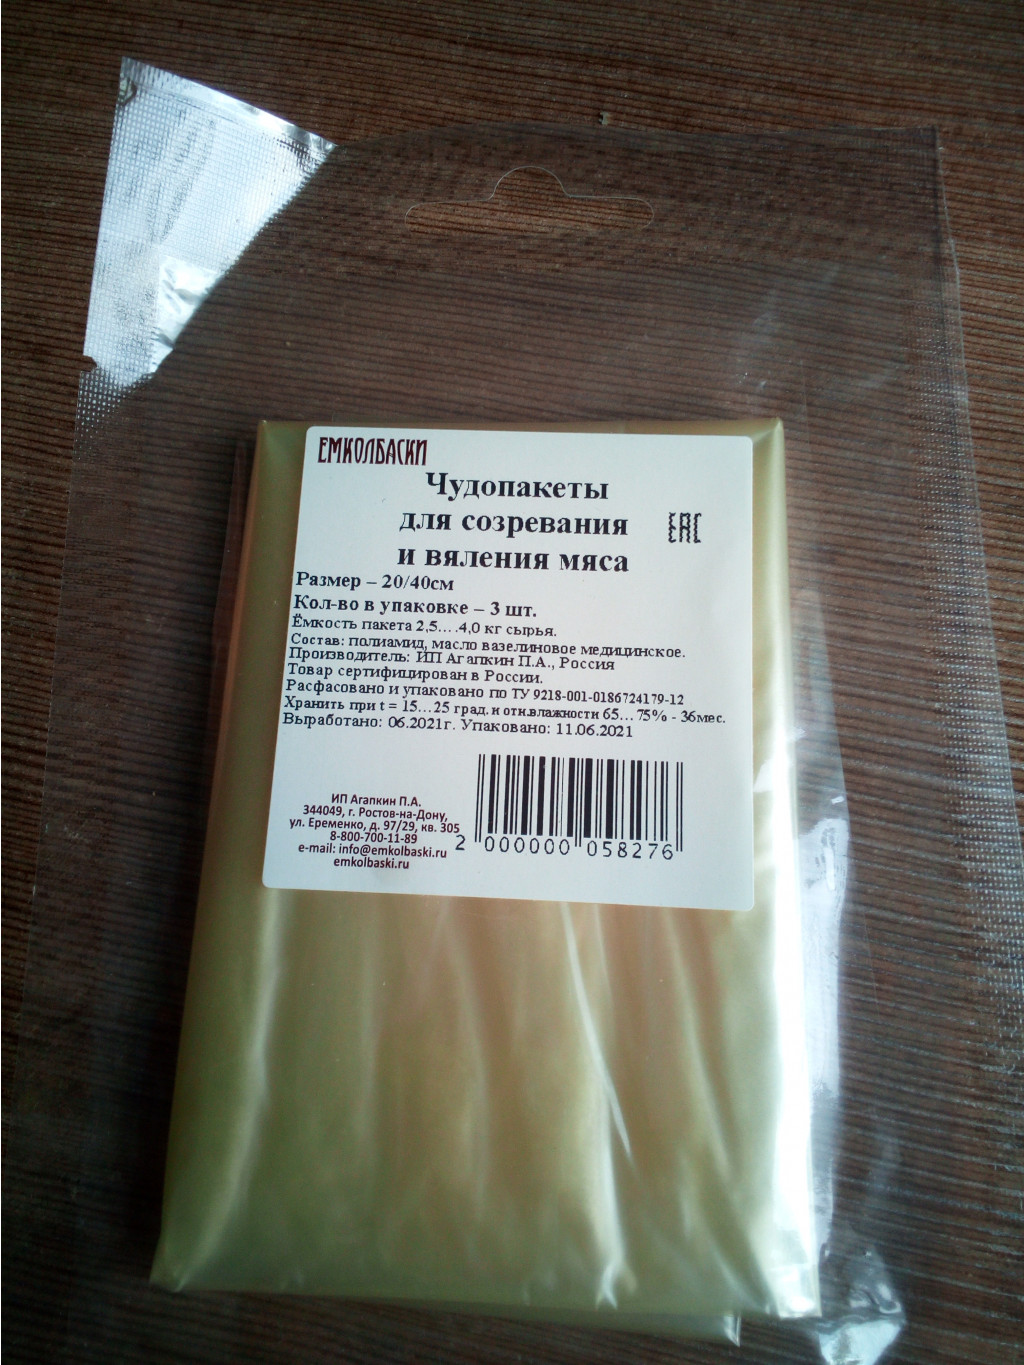 ЕМКОЛБАСКИ
Чудопакеты
для созревания
и вяления мяса
EAC
Размер – 20/40см
Кол-во в упаковке – 3 шт.
Ёмкость пакета 2,5... .4,0 кг сырья.
Состав: полиамид, масло вазелиновое медицинское.
Производитель: ИП Агапкин П.А., Россия
Товар сертифицирован в России.
Расфасовано и упаковано по ТУ 9218-001-0186724179-12
Хранить при t = 15...25 град. и отн.влажности 65... 75% - 36мес.
Выработано: 06.2021г. Упаковано: 11.06.2021
ИП Агапкин П.А.
344049, г. Ростов-на-Дону,
ул. Еременко, д. 97/29, кв. 305
8-800-700-11-89
e-mail: info@emkolbaski.ru
emkolbaski.ru
2 000000 058276